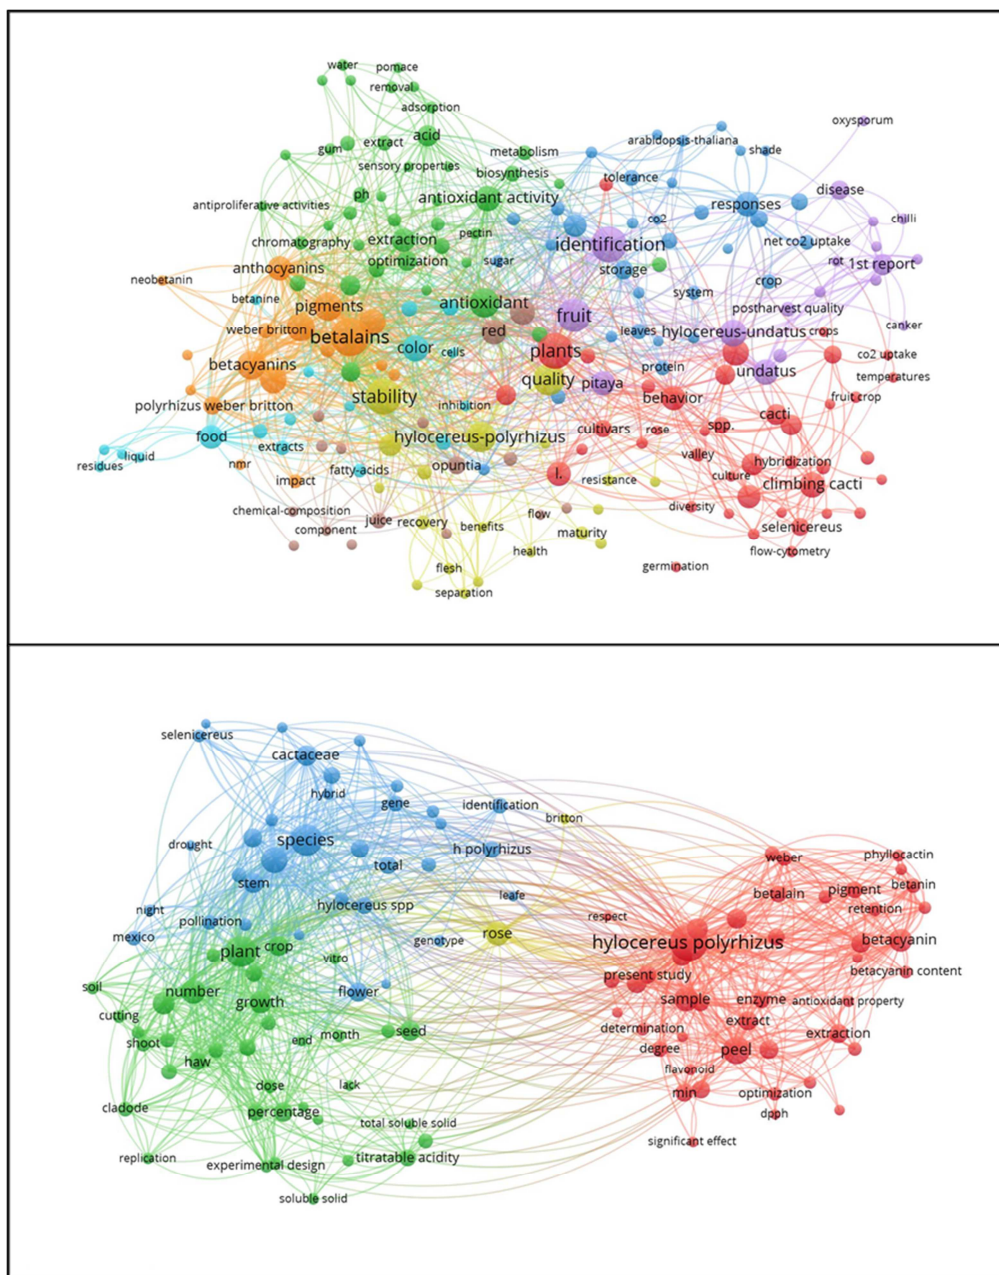 water
pomace
removal
adsorption
oxysporum
acid
gum
extract
arabidopsis-thaliana
shade
metabolism
sensory properties
biosynthesis
tolerance
disease
ph
antioxidant activity
responses
antiproliferative activities
pectin
co2
chilli
chromatography
extraction
identification
net co2 uptake
optimization
sugar
rot
1st report
anthocyanins
storage
neobetanin
crop
system
betanine
pigments
antioxidant
postharvest quality
fruit
weber britton
red
leaves
hylocereus-undatus
crops
canker
betalains
color
cells
plants
co2 uptake
betacyanins
protein
undatus
quality
pitaya
temperatures
stability
behavior
fruit crop
polyrhizus weber britton
inhibition
cacti
food
hylocereus-polyrhizus
cultivars
rose
spp.
extracts
liquid
residues
nmr
fatty-acids
opuntia
l.
valley
hybridization
culture
impact
resistance
climbing cacti
chemical-composition
diversity
juice
recovery
flow
component
benefits
maturity
selenicereus
health
flow-cytometry
flesh
germination
separation
selenicereus
cactaceae
hybrid
gene
identification
britton
drought
species
h polyrhizus
total
weber
phyllocactin
stem
betalain
pigment
betanin
leafe
night
hylocereus spp
retention
pollination
respect
mexico
rose
genotype
plant
crop
hylocereus polyrhizus
betacyanin
vitro
soil
number
flower
present study
betacyanin content
growth
sample
enzyme
antioxidant property
cutting
extract
shoot
end
month
seed
determination
extraction
haw
degree
peel
flavonoid
dose
lack
min
optimization
cladode
percentage
dpph
total soluble solid
significant effect
replication
experimental design
titratable acidity
soluble solid